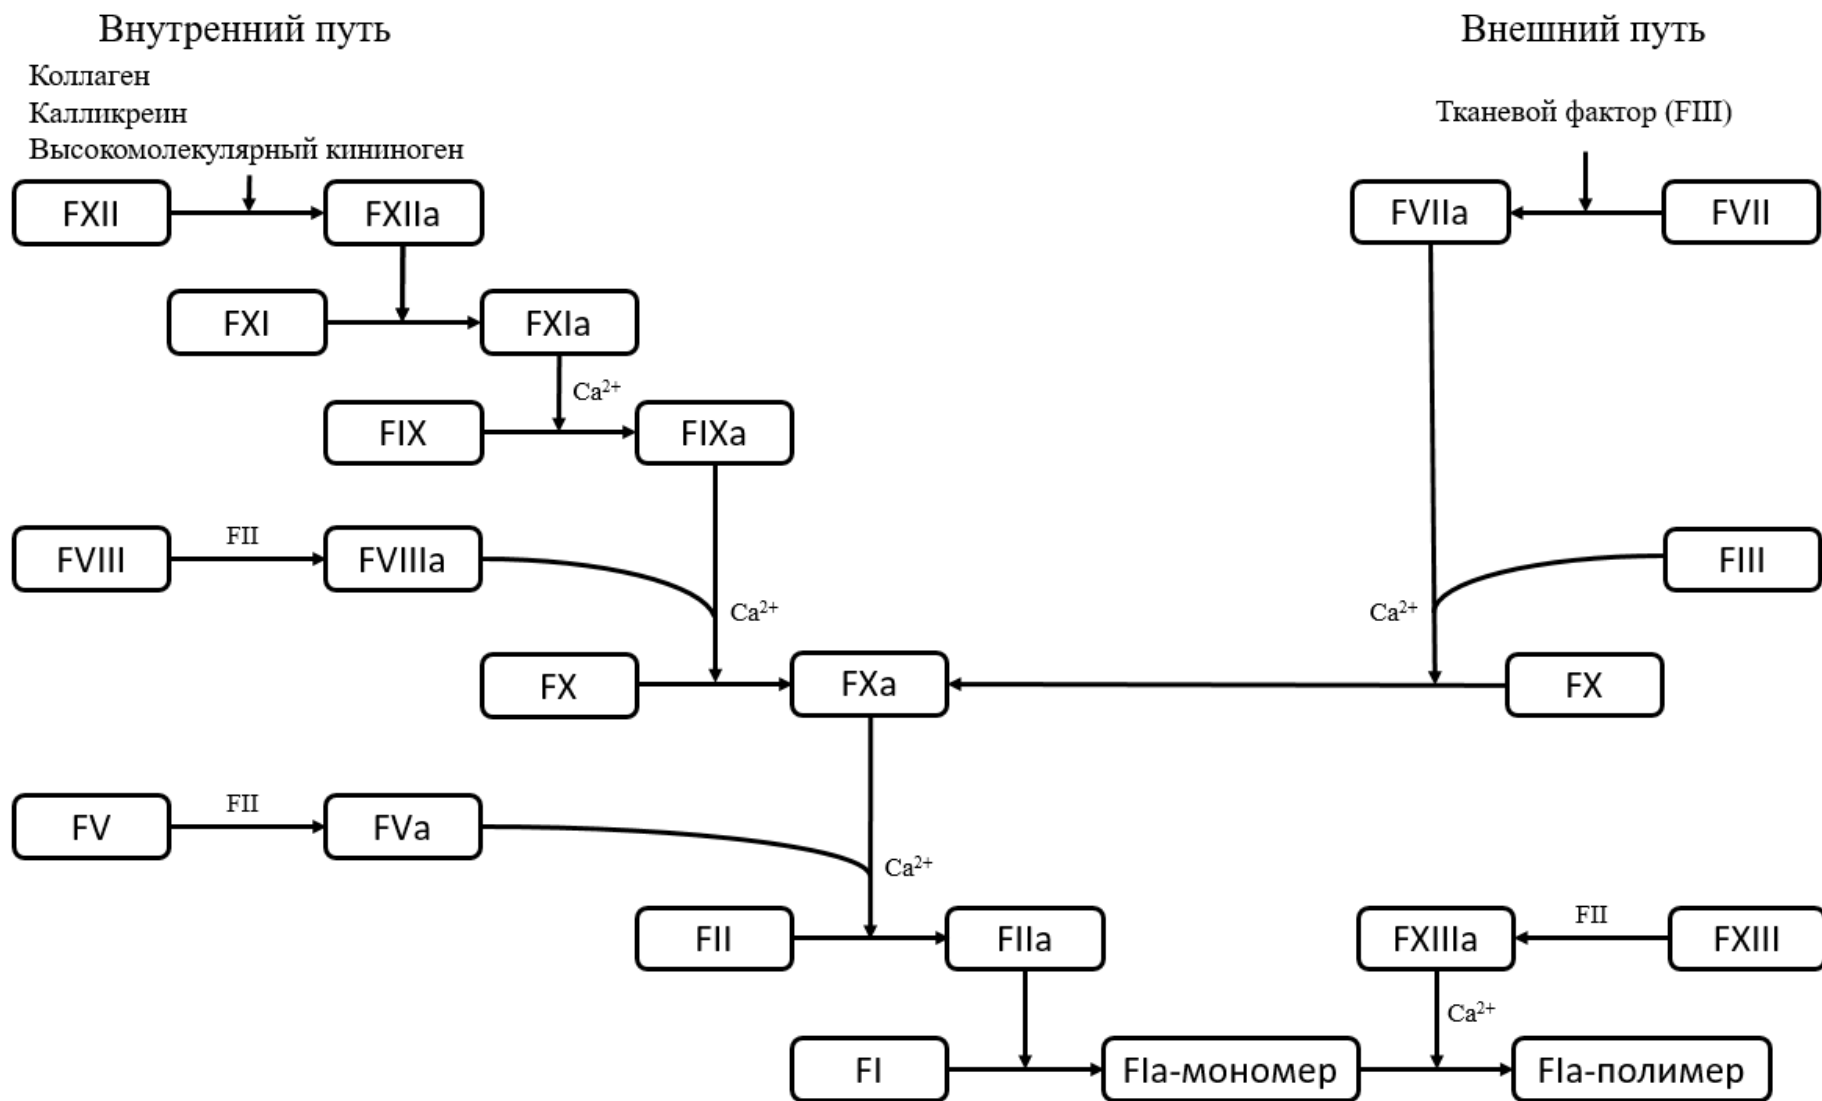 Внутренний путь
Внешний путь
Коллаген
Калликреин
Высокомолекулярный кининоген
Тканевой фактор (FIII)
FXII
FXIIa
FVIIa
FVII
FXI
FXIa
Ca²⁺
FIX
FIXa
FVIII
FII
FVIIIa
FIII
Ca²⁺
Ca²⁺
FX
FXa
FX
FV
FII
FVa
Ca²⁺
FII
FIIa
FXIIIa
FII
FXIII
Ca²⁺
FI
FIa-мономер
FIa-полимер